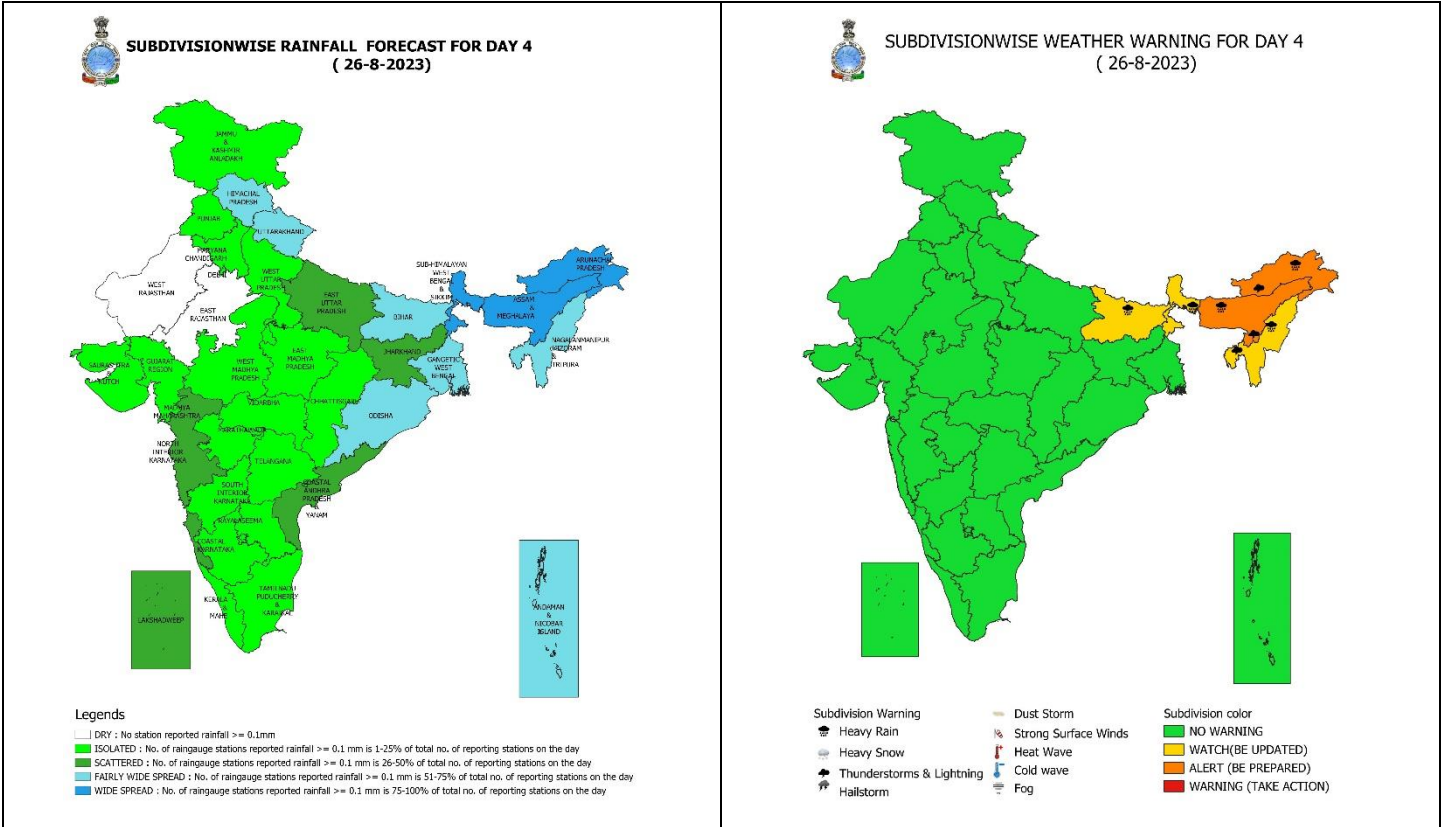 SUBDIVISIONWISE RAINFALL FORECAST FOR DAY 4
( 26-8-2023)
JAMMU
&
KASHMIR
ANLADAKH
HIMACHAL
PRADESH
PUNJAB
UTTARAKHAND
HARYANA
CHANDIGARH
DELHI
WEST
UTTAR
PRADESH
WEST
RAJASTHAN
EAST
RAJASTHAN
EAST
UTTAR
PRADESH
SUB-HIMALAYAN
WEST
BENGAL
&
SIKKIM
ARUNACHAL
PRADESH
ASSAM
&
MEGHALAYA
BIHAR
NAGALANMANIPUR
MIZORAM
&
TRIPURA
JHARKHAND
GANGETIC
WEST
BENGAL
SAURASHTRA
&
KUTCH
GUJARAT
REGION
WEST
MADHYA
PRADESH
EAST
MADHYA
PRADESH
CHHATTISGARH
VIDARBHA
ODISHA
MADHYA
MAHARASHTRA
MARATHAWADA
NORTH
INTERIOR
KARNATAKA
TELANGANA
COASTAL
ANDHRA
PRADESH
&
YANAM
SOUTH
INTERIOR
KARNATAKA
RAYALASEEMA
COASTAL
KARNATAKA
KERALA
&
MAHE
TAMILNADU
PUDUCHERRY
&
KARAIKAL
LAKSHADWEEP
ANDAMAN
&
NICOBAR
ISLAND
Legends
DRY : No station reported rainfall >= 0.1mm
ISOLATED : No. of raingauge stations reported rainfall >= 0.1 mm is 1-25% of total no. of reporting stations on the day
SCATTERED : No. of raingauge stations reported rainfall >= 0.1 mm is 26-50% of total no. of reporting stations on the day
FAIRLY WIDE SPREAD : No. of raingauge stations reported rainfall >= 0.1 mm is 51-75% of total no. of reporting stations on the day
WIDE SPREAD : No. of raingauge stations reported rainfall >= 0.1 mm is 75-100% of total no. of reporting stations on the day
SUBDIVISIONWISE WEATHER WARNING FOR DAY 4
( 26-8-2023)
Subdivision Warning
Heavy Rain
Heavy Snow
Thunderstorms & Lightning
Hailstorm
Dust Storm
Strong Surface Winds
Heat Wave
Cold wave
Fog
Subdivision color
NO WARNING
WATCH(BE UPDATED)
ALERT (BE PREPARED)
WARNING (TAKE ACTION)